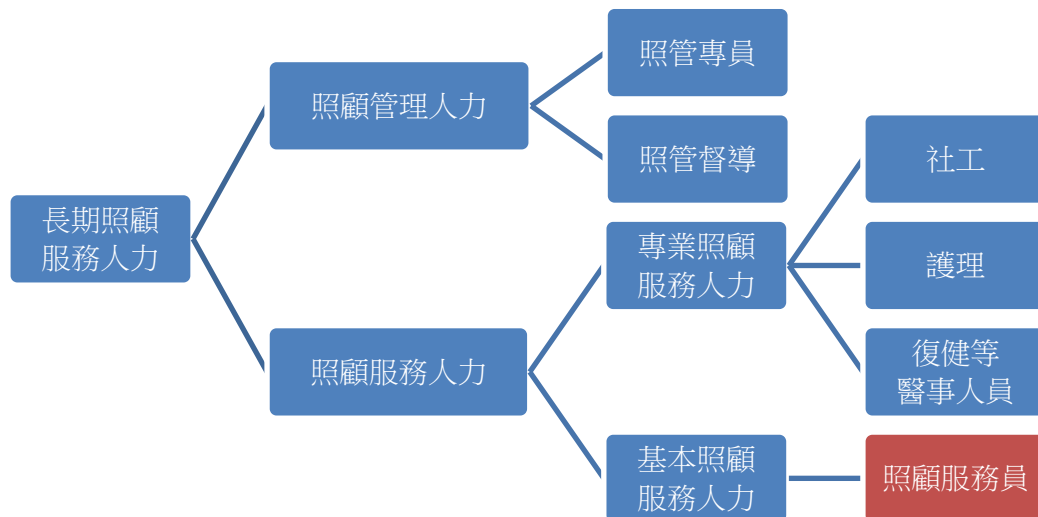 長期照顧
服務人力
照顧管理人力
照管專員
照管督導
照顧服務人力
專業照顧
服務人力
社工
護理
復健等
醫事人員
基本照顧
服務人力
照顧服務員